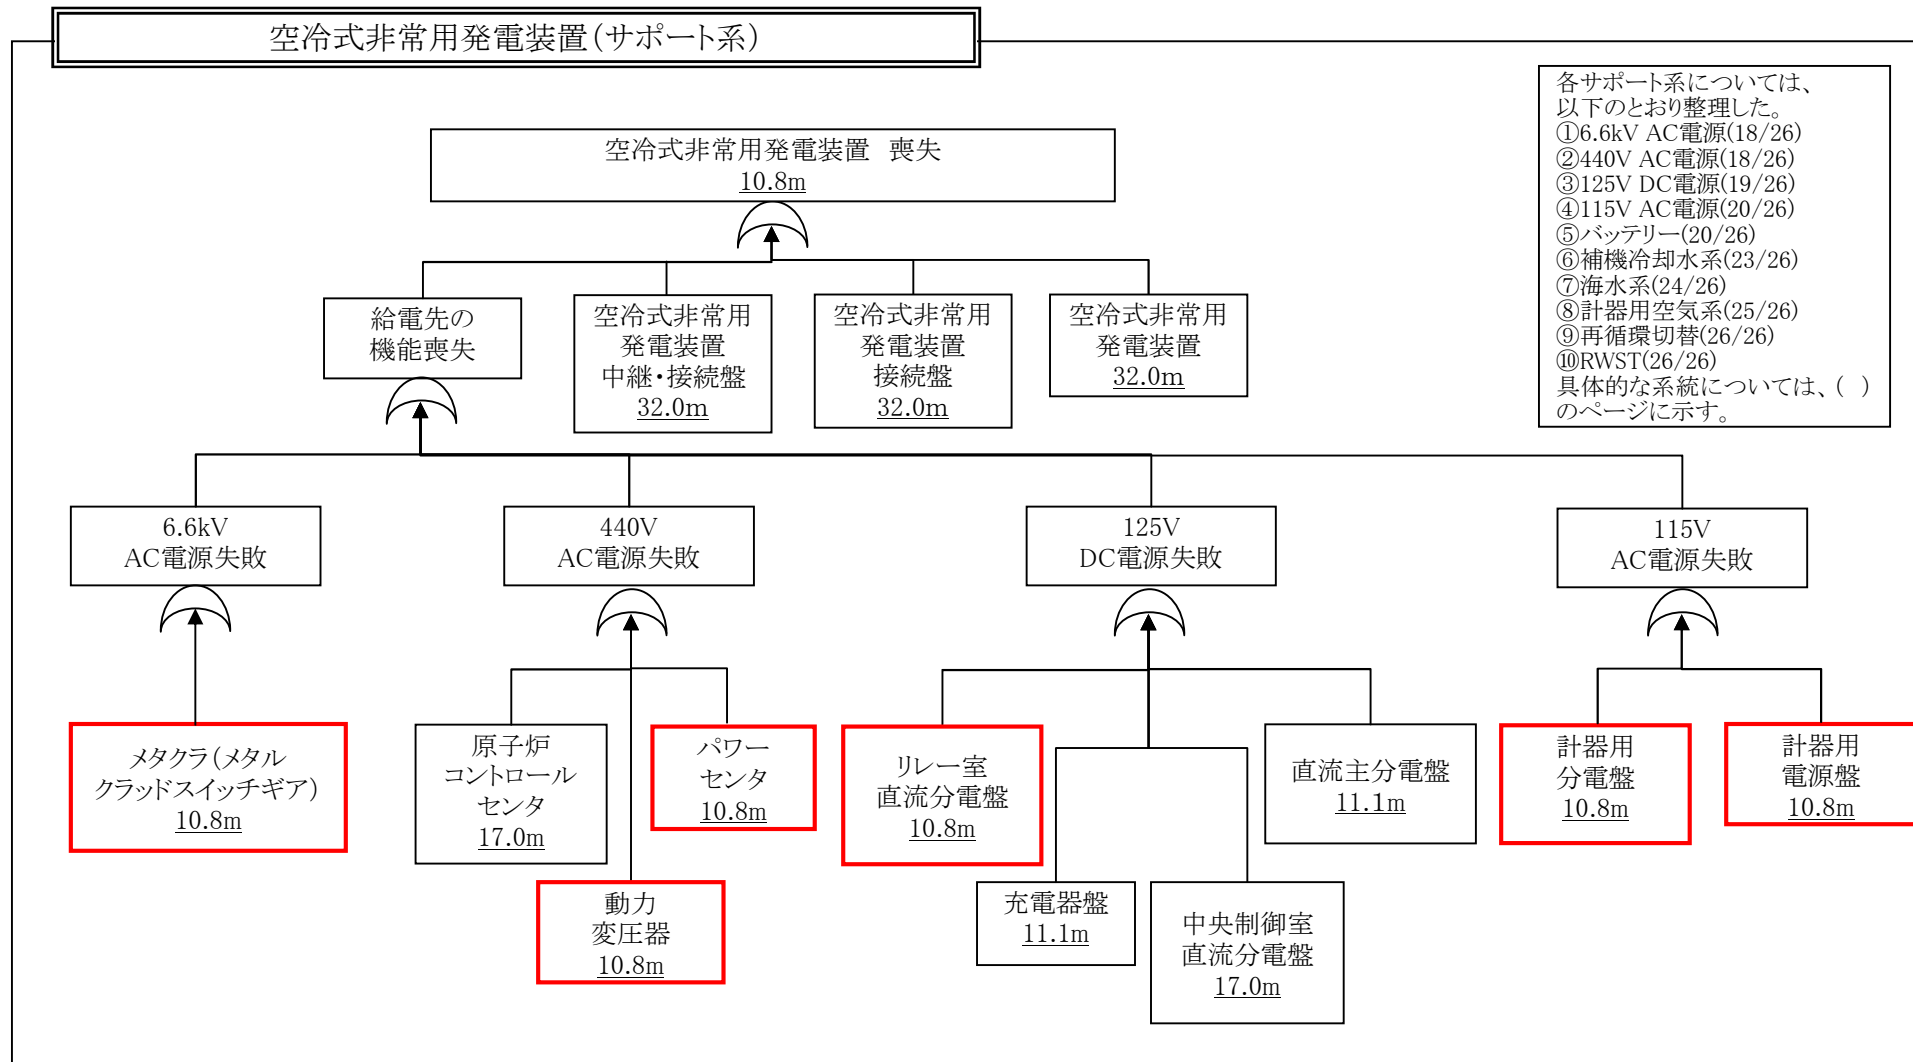 空冷式非常用発電装置(サポート系)
各サポート系については、
以下のとおり整理した。
①6.6kV AC電源(18/26)
②440V AC電源(18/26)
③125V DC電源(19/26)
④115V AC電源(20/26)
⑤バッテリー(20/26)
⑥補機冷却水系(23/26)
⑦海水系(24/26)
⑧計器用空気系(25/26)
⑨再循環切替(26/26)
⑩RWST(26/26)
具体的な系統については、( )
のページに示す。
空冷式非常用発電装置 喪失
10.8m
給電先の
機能喪失
空冷式非常用
発電装置
中継・接続盤
32.0m
空冷式非常用
発電装置
接続盤
32.0m
空冷式非常用
発電装置
32.0m
6.6kV
AC電源失敗
440V
AC電源失敗
125V
DC電源失敗
115V
AC電源失敗
メタクラ(メタル
クラッドスイッチギア)
10.8m
原子炉
コントロール
センタ
17.0m
パワー
センタ
10.8m
動力
変圧器
10.8m
リレー室
直流分電盤
10.8m
充電器盤
11.1m
中央制御室
直流分電盤
17.0m
直流主分電盤
11.1m
計器用
分電盤
10.8m
計器用
電源盤
10.8m